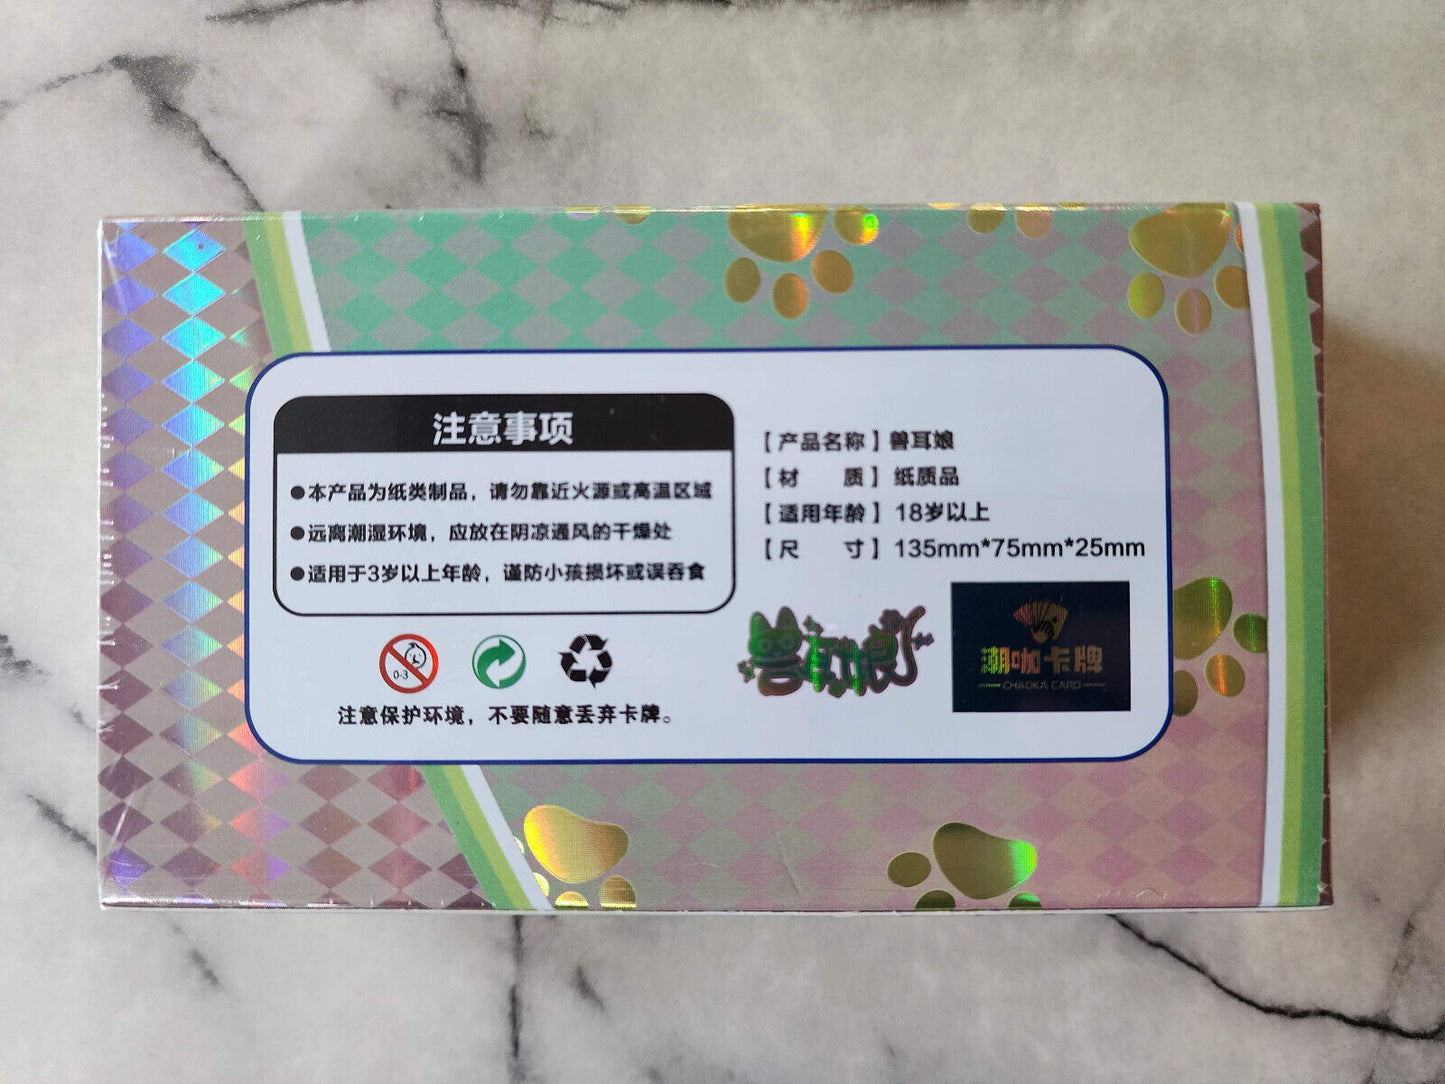 注意事项
●本产品为纸类制品，请勿靠近火源或高温区域
●远离潮湿环境，应放在阴凉通风的干燥处
●适用于3岁以上年龄，谨防小孩损坏或误吞食
0-3
注意保护环境，不要随意丢弃卡牌。
【产品名称】兽耳娘
【材　　质】纸质品
【适用年龄】18岁以上
【尺　　寸】135mm*75mm*25mm
兽耳娘
潮咖卡牌
CHAOKA CARD